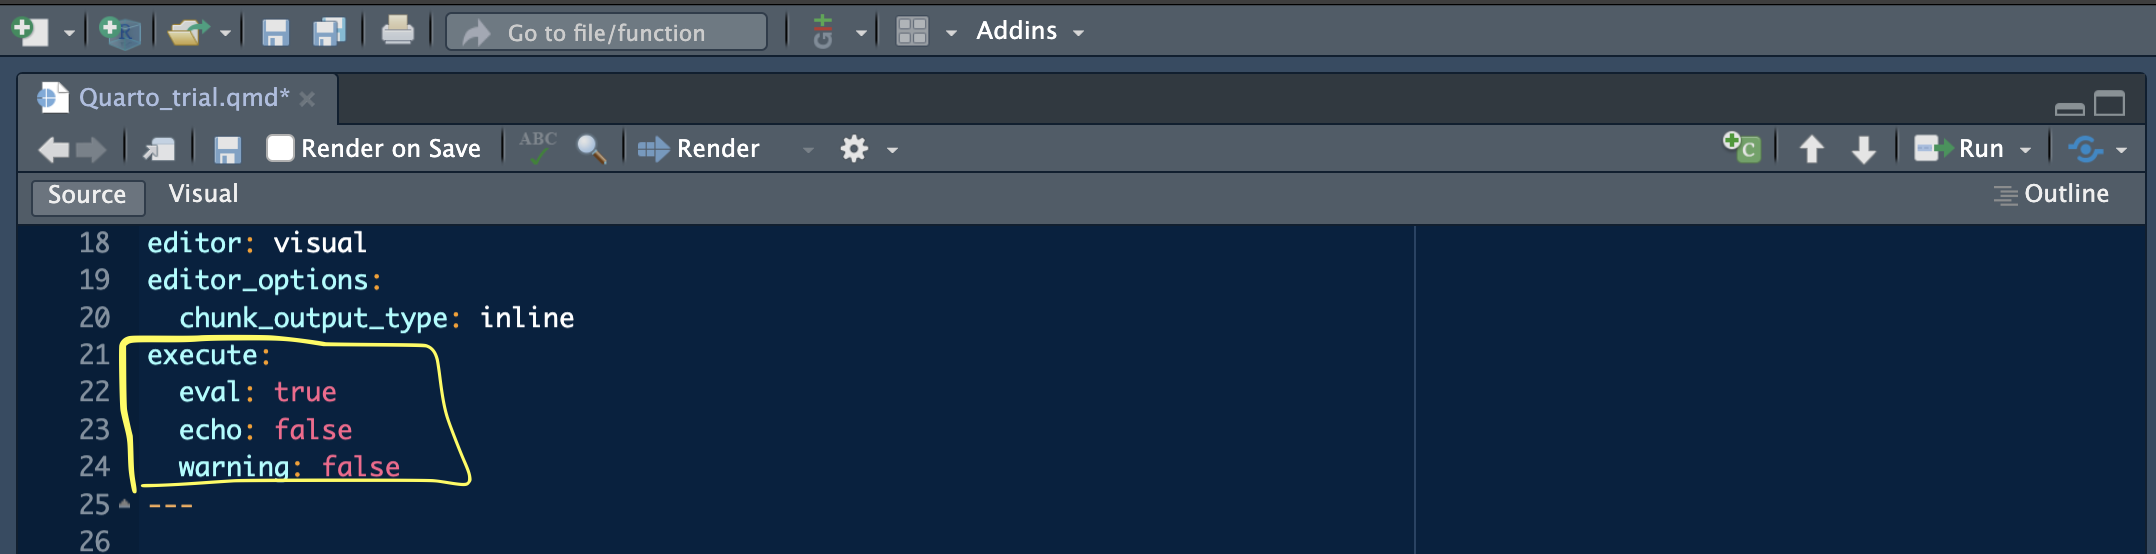 Go to file/function
Git
Addins
Quarto_trial.qmd*
Render on Save
ABC
Render
C
Run
Source
Visual
Outline
18 editor: visual
19 editor_options:
20 chunk_output_type: inline
21 execute:
22 eval: true
23 echo: false
24 warning: false
25 ---
26